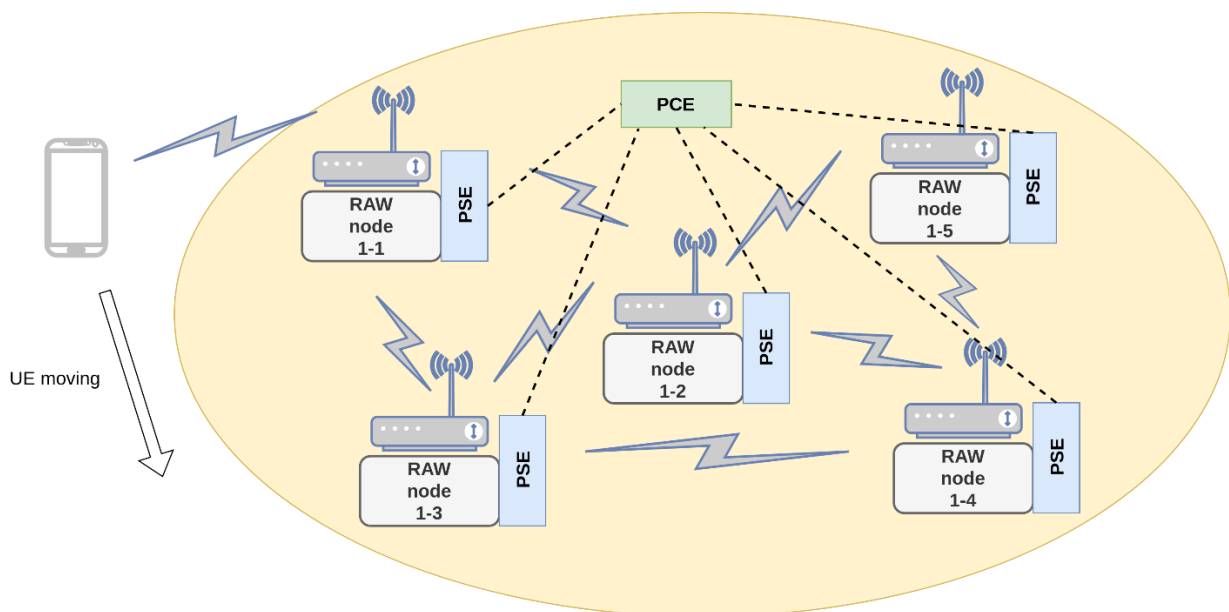 PCE
RAW
node
1-1
PSE
RAW
node
1-5
PSE
RAW
node
1-2
PSE
UE moving
RAW
node
1-3
PSE
RAW
node
1-4
PSE